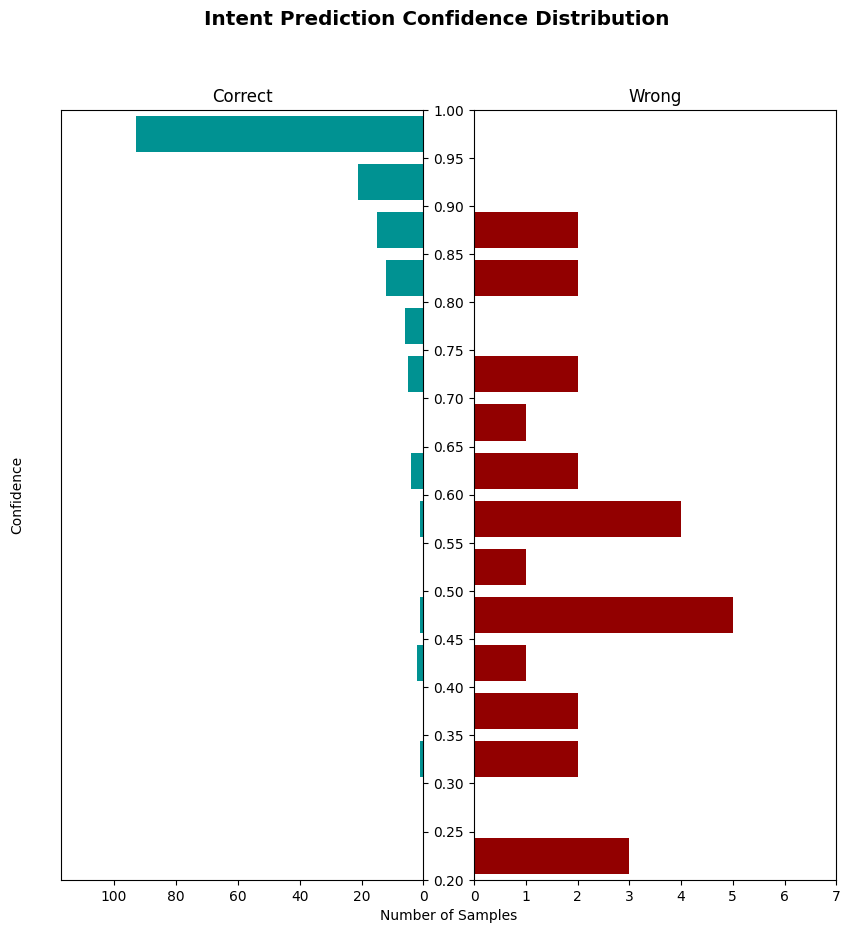 Intent Prediction Confidence Distribution
Correct
Wrong
1.00
0.95
0.90
0.85
0.80
0.75
0.70
0.65
0.60
0.55
0.50
0.45
0.40
0.35
0.30
0.25
0.20
Confidence
100 80 60 40 20 0
0 1 2 3 4 5 6 7
Number of Samples